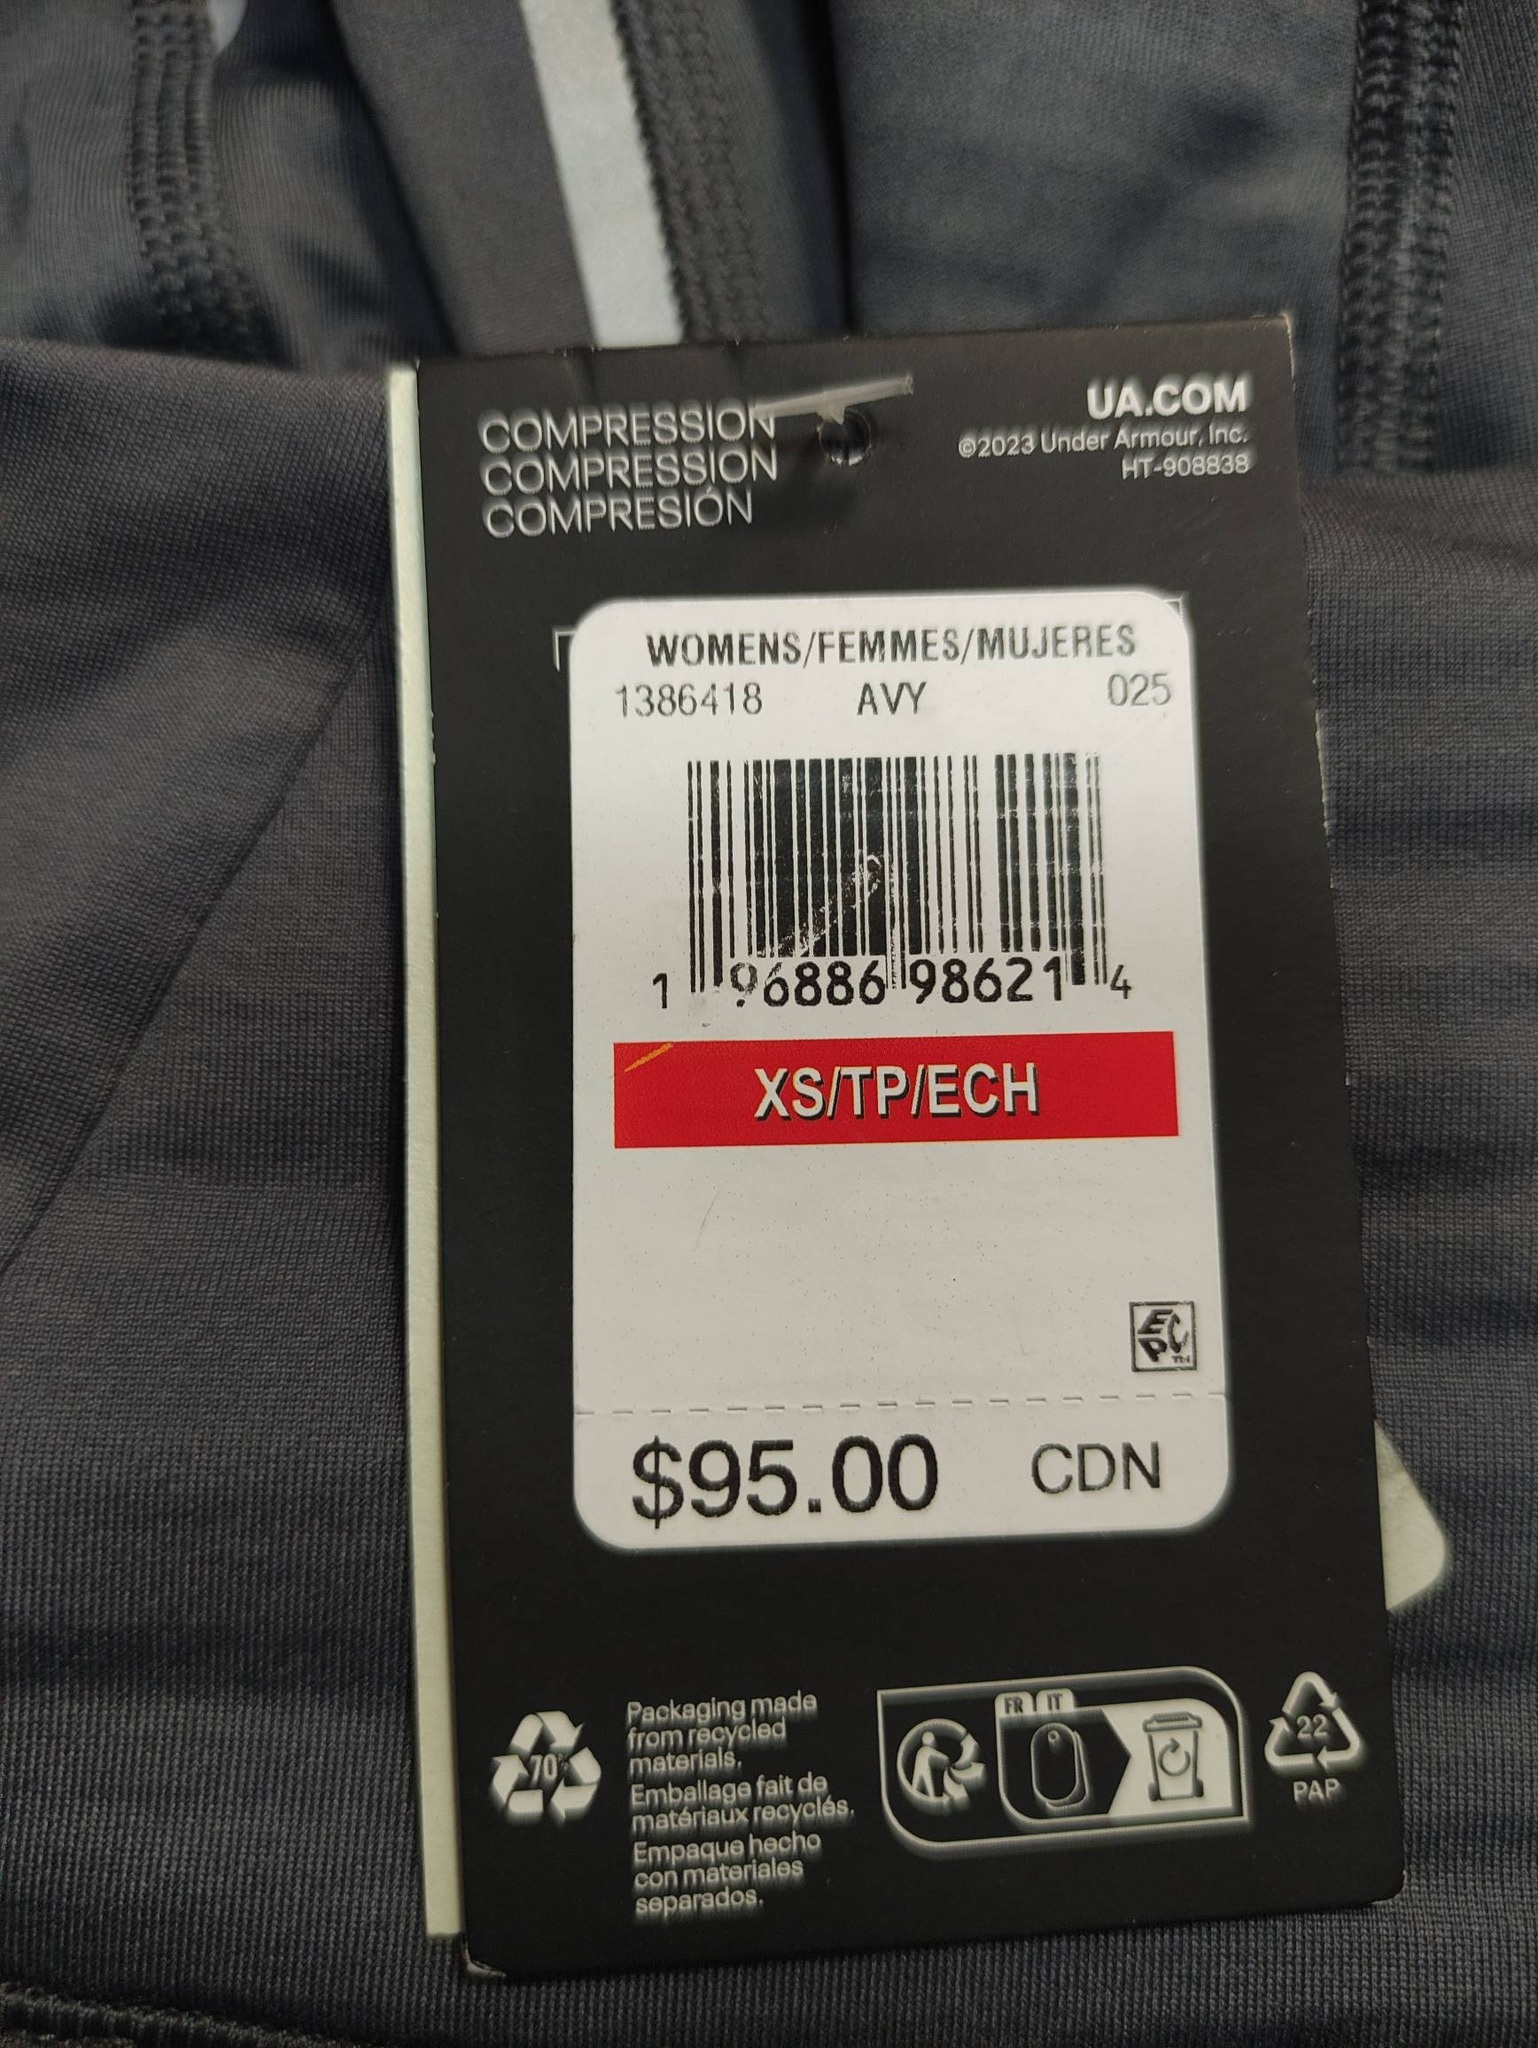 COMPRESSION
COMPRESSION
COMPRESIÓN
UA.COM
©2023 Under Armour, Inc.
HT-908838
WOMENS/FEMMES/MUJERES
1386418 AVY 025
1 96886 98621 4
XS/TP/ECH
EPC TM
$95.00 CDN
70%
Packaging made
from recycled
materials.
Emballage fait de
matériaux recyclés.
Empaque hecho
con materiales
separados.
FR IT
22
PAP